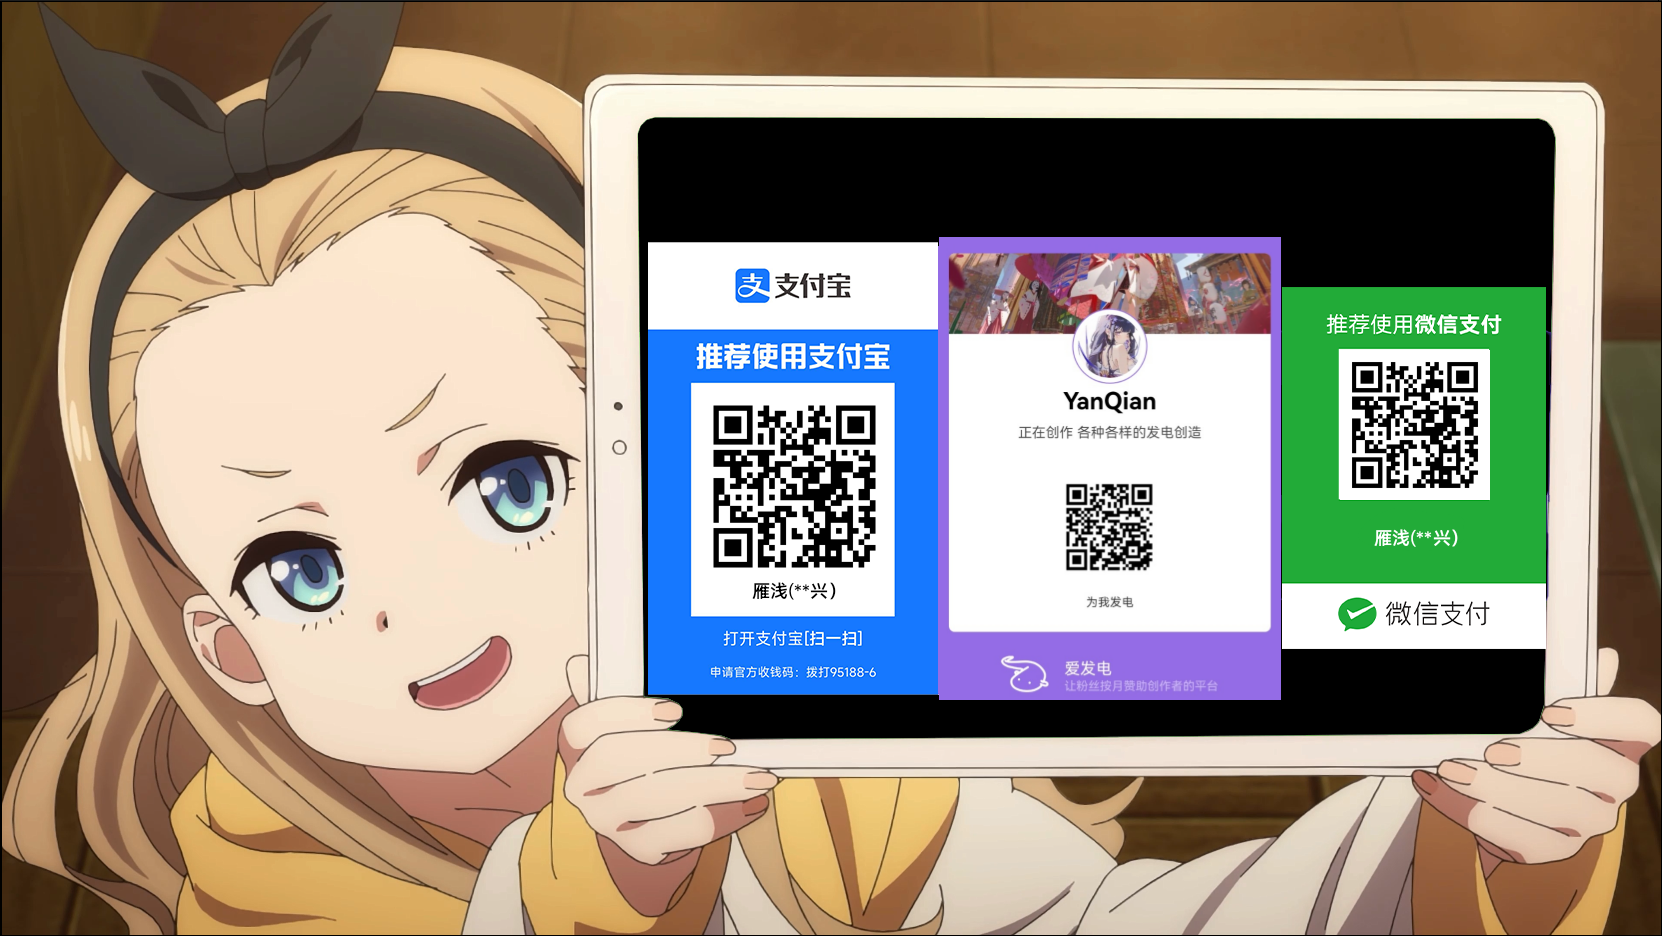 支付宝
推荐使用支付宝
雁浅(**兴)
打开支付宝[扫一扫]
申请官方收钱码：拨打95188-6
YanQian
正在创作 各种各样的发电创造
为我发电
爱发电
让粉丝按月赞助创作者的平台
推荐使用微信支付
雁浅(**兴)
微信支付